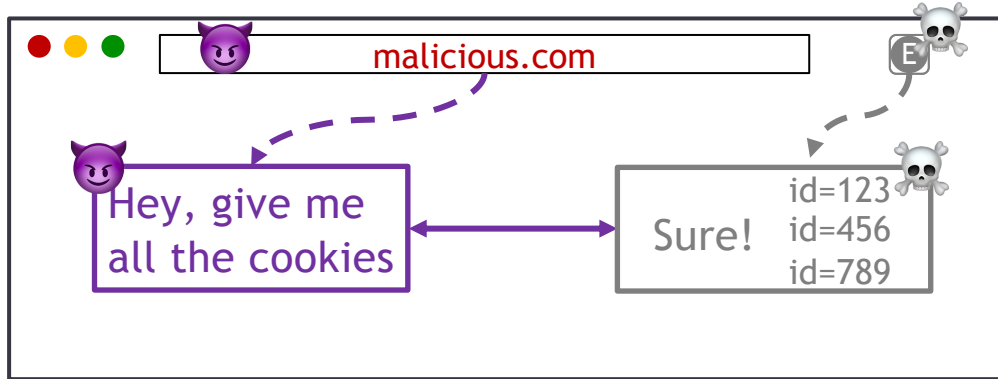 malicious.com
E
Hey, give me
all the cookies
Sure!
id=123
id=456
id=789